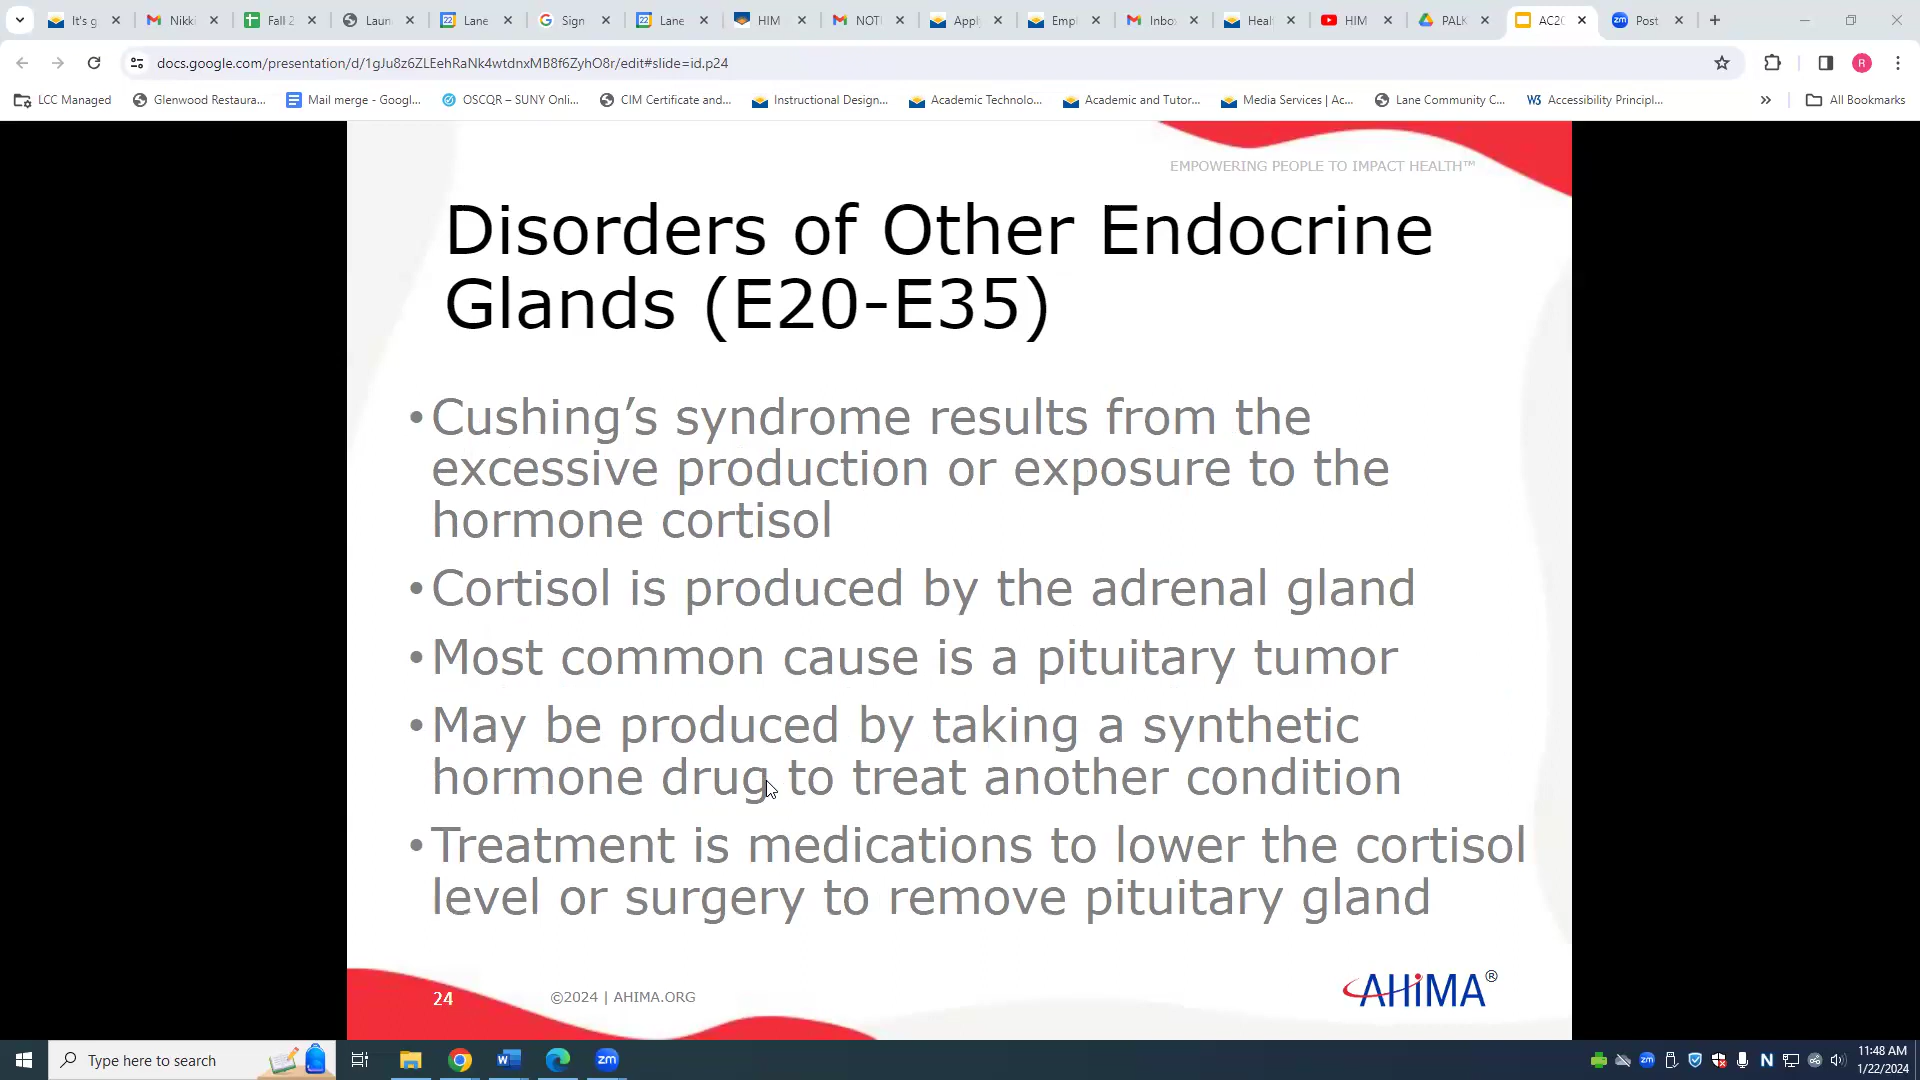 It's g
Nikki
Fall 2
Laun
Lane
Sign
Lane
HIM
NOT
Appl
Empl
Inbo
Heal
HIM
PALK
AC20
Post
docs.google.com/presentation/d/1gJu8z6ZLEehRaNk4wtdnxMB8f6ZyhO8r/edit#slide=id.p24
R
LCC Managed
Glenwood Restaura...
Mail merge - Googl...
OSCQR – SUNY Onli...
CIM Certificate and...
Instructional Design...
Academic Technolo...
Academic and Tutor...
Media Services | Ac...
Lane Community C...
Accessibility Principl...
All Bookmarks
EMPOWERING PEOPLE TO IMPACT HEALTH™
Disorders of Other Endocrine
Glands (E20-E35)
•Cushing’s syndrome results from the
excessive production or exposure to the
hormone cortisol
•Cortisol is produced by the adrenal gland
•Most common cause is a pituitary tumor
•May be produced by taking a synthetic
hormone drug to treat another condition
•Treatment is medications to lower the cortisol
level or surgery to remove pituitary gland
24
©2024 | AHIMA.ORG
AHiMA®
Type here to search
11:48 AM
1/22/2024